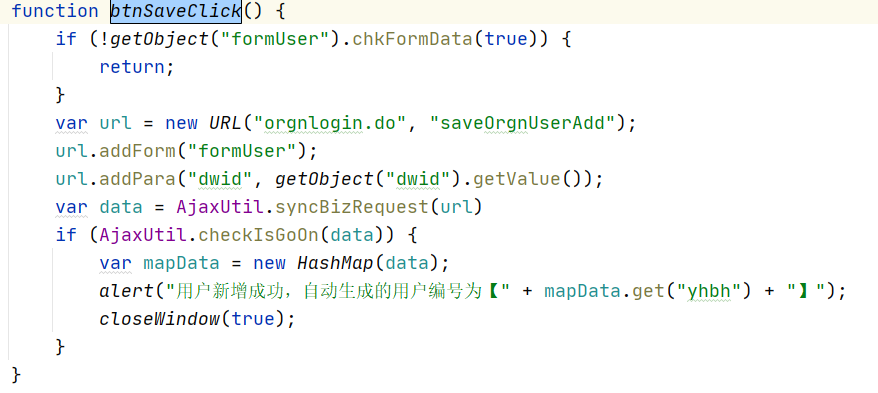 function btnSaveClick() {
    if (!getObject("formUser").chkFormData(true)) {
        return;
    }
    var url = new URL("orgnlogin.do", "saveOrgnUserAdd");
    url.addForm("formUser");
    url.addPara("dwid", getObject("dwid").getValue());
    var data = AjaxUtil.syncBizRequest(url)
    if (AjaxUtil.checkIsGoOn(data)) {
        var mapData = new HashMap(data);
        alert("用户新增成功，自动生成的用户编号为【" + mapData.get("yhbh") + "】");
        closeWindow(true);
    }
}